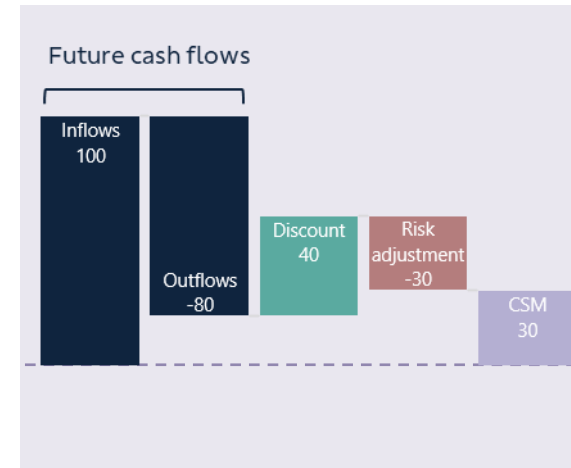 Future cash flows
Inflows
100
Outflows
-80
Discount
40
Risk
adjustment
-30
CSM
30